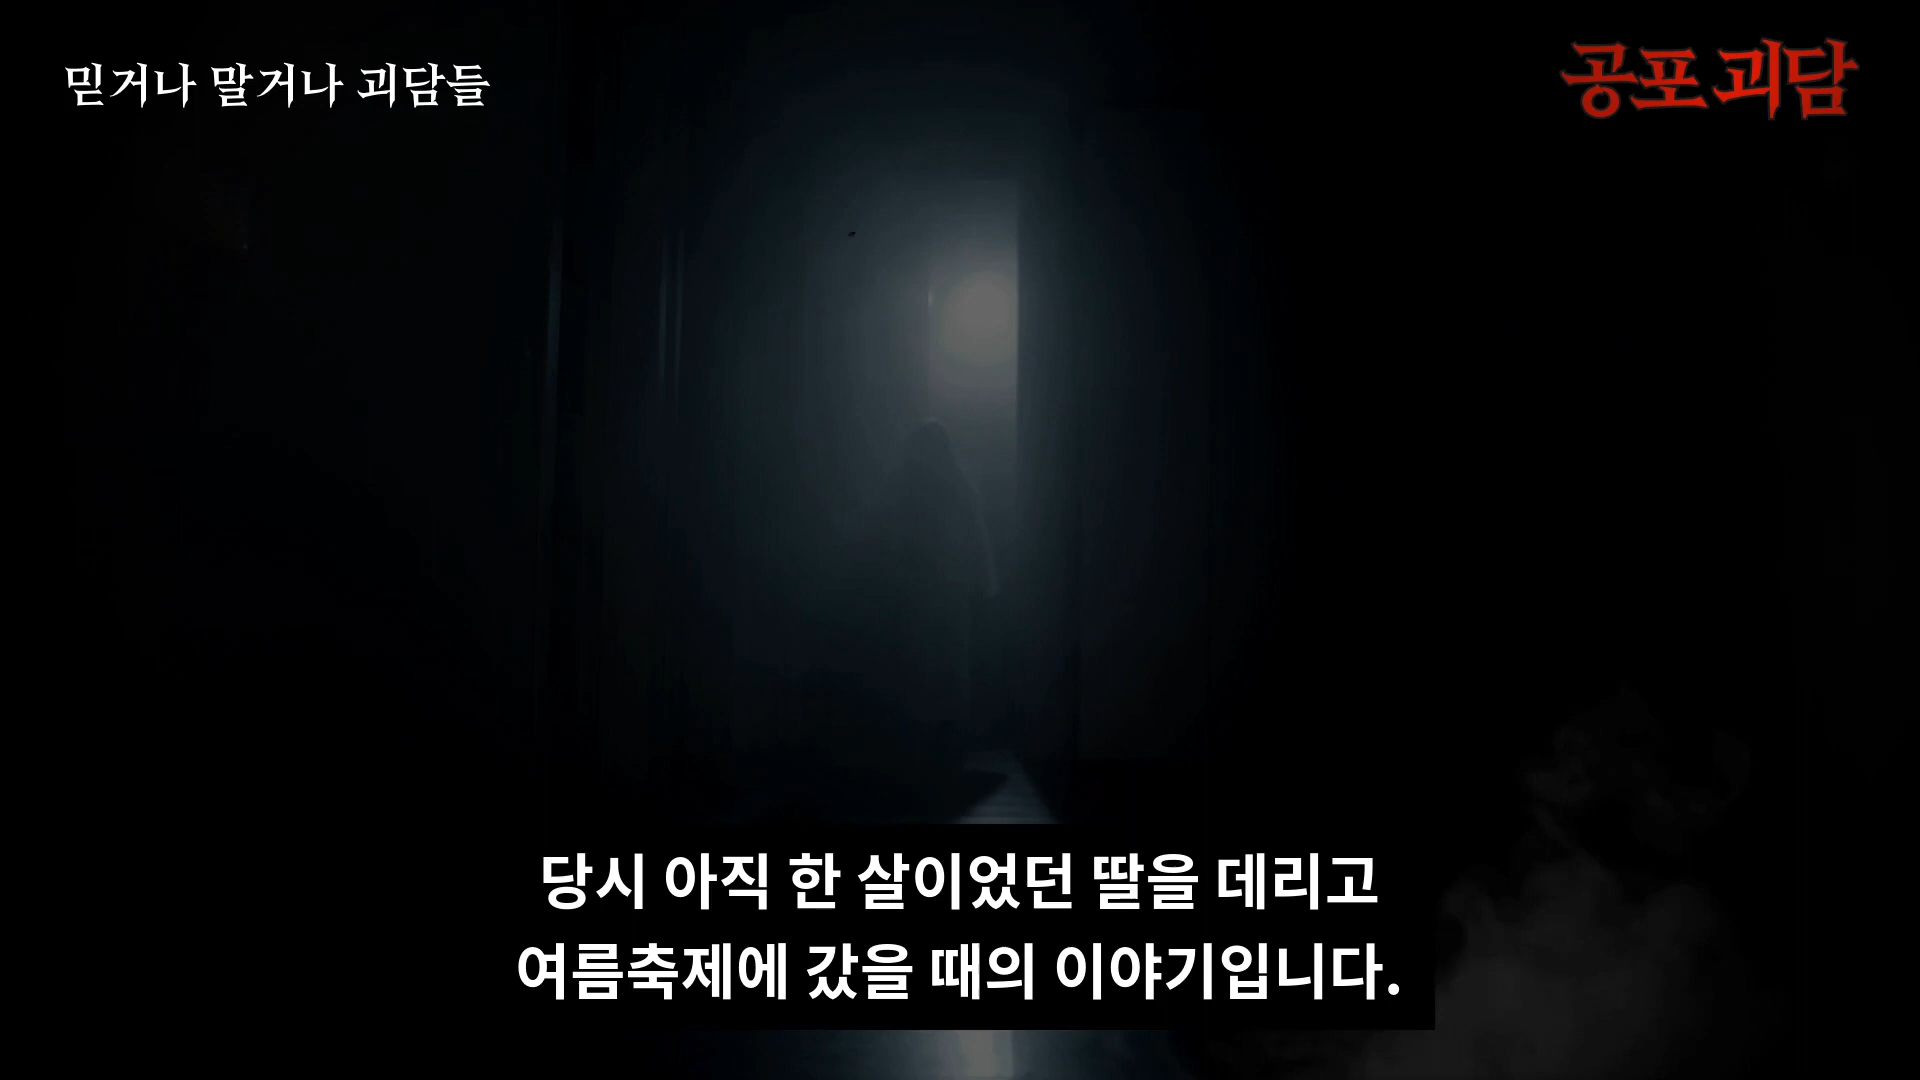 믿거나 말거나 괴담들
공포 괴담
당시 아직 한 살이었던 딸을 데리고
여름축제에 갔을 때의 이야기입니다.